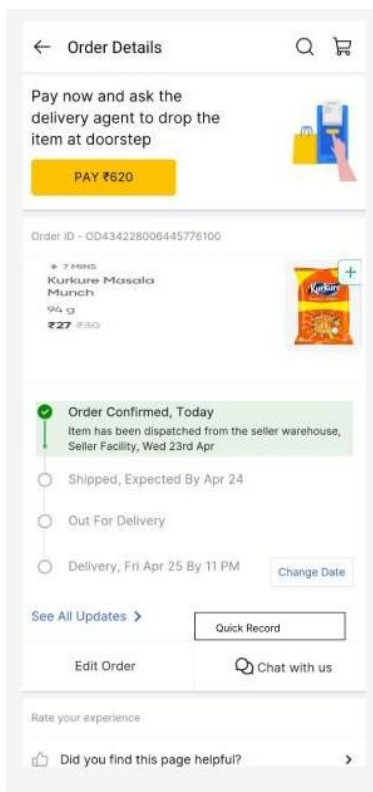 Order Details
Pay now and ask the
delivery agent to drop the
item at doorstep
PAY ₹620
Order ID - OD434228006445776100
7 MINS
Kurkure Masala
Munch
94 g
₹27 ₹30
Kurkure
Order Confirmed, Today
Item has been dispatched from the seller warehouse,
Seller Facility, Wed 23rd Apr
Shipped, Expected By Apr 24
Out For Delivery
Delivery, Fri Apr 25 By 11 PM
Change Date
See All Updates
Quick Record
Edit Order
Chat with us
Rate your experience
Did you find this page helpful?